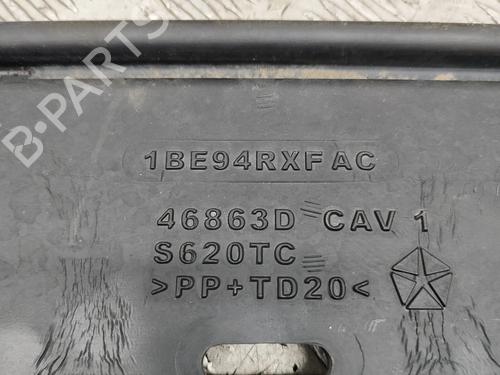 1BE94RXFAC
46863D CAV 1
S620TC
>PP+TD20<
B-PARTS